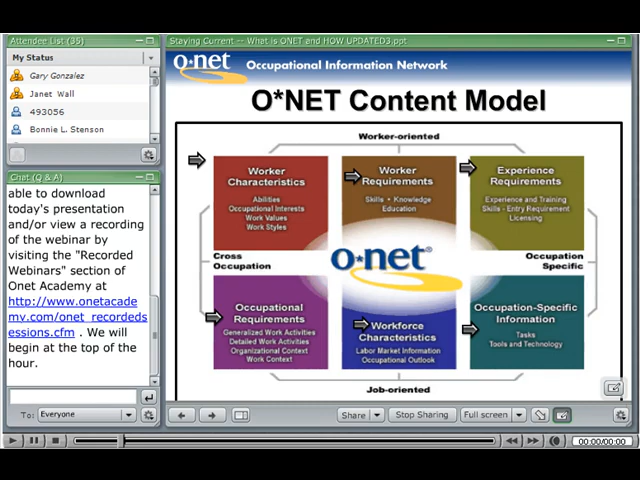 Attendee List (35)
My Status
Gary Gonzalez
Janet Wall
493056
Bonnie L. Stenson
Chat (Q & A)
able to download
today's presentation
and/or view a recording
of the webinar by
visiting the "Recorded
Webinars" section of
Onet Academy at
http://www.onetacade
my.com/onet_recordeds
essions.cfm . We will
begin at the top of the
hour.
To: Everyone
Staying Current -- What is ONET and HOW UPDATED3.ppt
o*net Occupational Information Network
O*NET Content Model
Worker-oriented
Worker
Characteristics
Abilities
Occupational Interests
Work Values
Work Styles
Worker
Requirements
Skills • Knowledge
Education
Experience
Requirements
Experience and Training
Skills - Entry Requirement
Licensing
Cross
Occupation
o*net®
Occupation
Specific
Occupational
Requirements
Generalized Work Activities
Detailed Work Activities
Organizational Context
Work Context
Workforce
Characteristics
Labor Market Information
Occupational Outlook
Occupation-Specific
Information
Tasks
Tools and Technology
Job-oriented
Share
Stop Sharing
Full screen
00:00/00:00